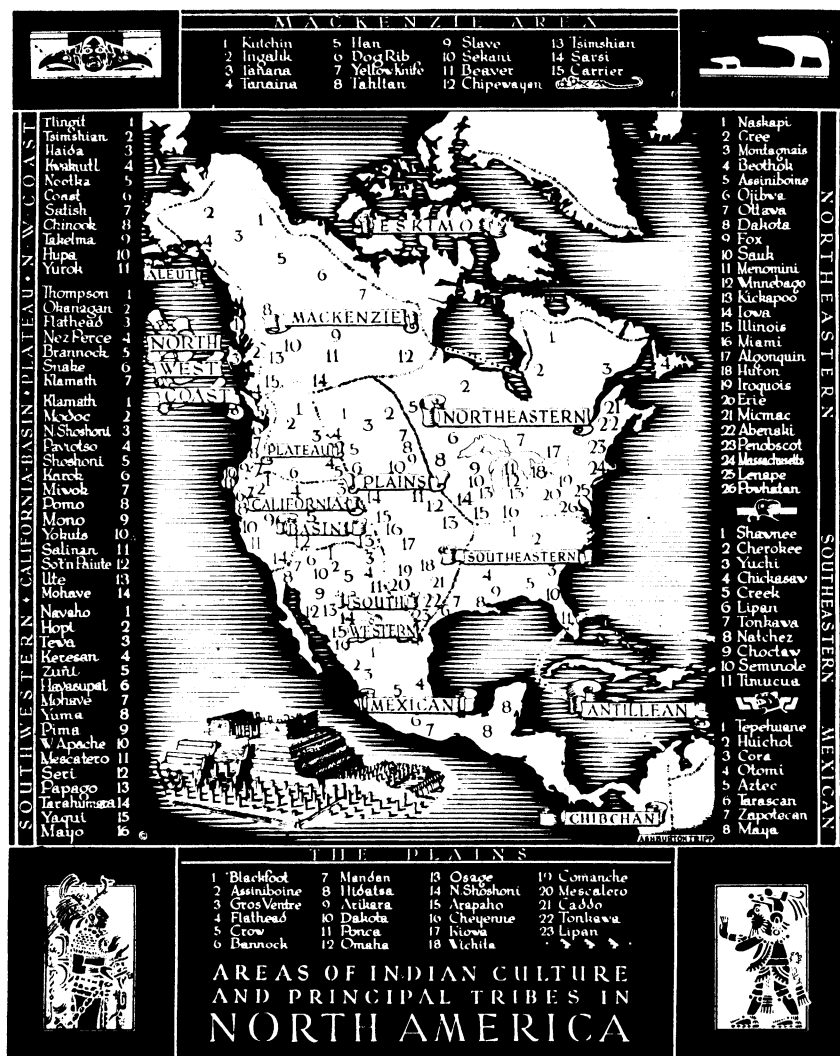 MACKENZIE AREA
1 Kutchin 5 Han 9 Slave 13 Tsimshian
2 Ingalik 6 Dog Rib 10 Sekani 14 Sarsi
3 Tanana 7 Yellow Knife 11 Beaver 15 Carrier
4 Tanaina 8 Tahltan 12 Chipewayan
SOUTHWESTERN • CALIFORNIA-BASIN • PLATEAU • N.W. COAST
Tlingit 1
Tsimshian 2
Haida 3
Kwakiutl 4
Nootka 5
Coast 6
Salish 7
Chinook 8
Takelma 9
Hupa 10
Yurok 11
Thompson 1
Okanagan 2
Flathead 3
Nez Perce 4
Brannock 5
Snake 6
Klamath 7
Klamath 1
Modoc 2
N.Shoshoni 3
Paviotso 4
Shoshoni 5
Karok 6
Miwok 7
Pomo 8
Mono 9
Yokuts 10
Salinan 11
So't'n Paiute 12
Ute 13
Mohave 14
Navaho 1
Hopi 2
Tewa 3
Keresan 4
Zuñi 5
Havasupai 6
Mohave 7
Yuma 8
Pima 9
W. Apache 10
Mescalero 11
Seri 12
Papago 13
Tarahumara 14
Yaqui 15
Mayo 16
©
ESKIMO
ALEUT
MACKENZIE
NORTH
WEST
COAST
NORTHEASTERN
PLATEAU
PLAINS
CALIFORNIA
BASIN
SOUTHEASTERN
SOUTH
WESTERN
MEXICAN
ANTILLEAN
CHIBCHAN
ASHBURTON TRIPP
NORTHEASTERN
SOUTHEASTERN
MEXICAN
1 Naskapi
2 Cree
3 Montagnais
4 Beothok
5 Assiniboine
6 Ojibwa
7 Ottawa
8 Dakota
9 Fox
10 Sauk
11 Menomini
12 Winnebago
13 Kickapoo
14 Iowa
15 Illinois
16 Miami
17 Algonquin
18 Huron
19 Iroquois
20 Erie
21 Micmac
22 Abenski
23 Penobscot
24 Massachusetts
25 Lenape
26 Powhatan
1 Shawnee
2 Cherokee
3 Yuchi
4 Chickasaw
5 Creek
6 Lipan
7 Tonkawa
8 Natchez
9 Choctaw
10 Seminole
11 Timucua
1 Tepehuane
2 Huichol
3 Cora
4 Otomi
5 Aztec
6 Tarascan
7 Zapotecan
8 Maya
THE PLAINS
1 Blackfoot 7 Mandan 13 Osage 19 Comanche
2 Assiniboine 8 Hidatsa 14 N.Shoshoni 20 Mescalero
3 Gros Ventre 9 Arikara 15 Arapaho 21 Caddo
4 Flathead 10 Dakota 16 Cheyenne 22 Tonkawa
5 Crow 11 Ponca 17 Kiowa 23 Lipan
6 Bannock 12 Omaha 18 Wichita
AREAS OF INDIAN CULTURE
AND PRINCIPAL TRIBES IN
NORTH AMERICA